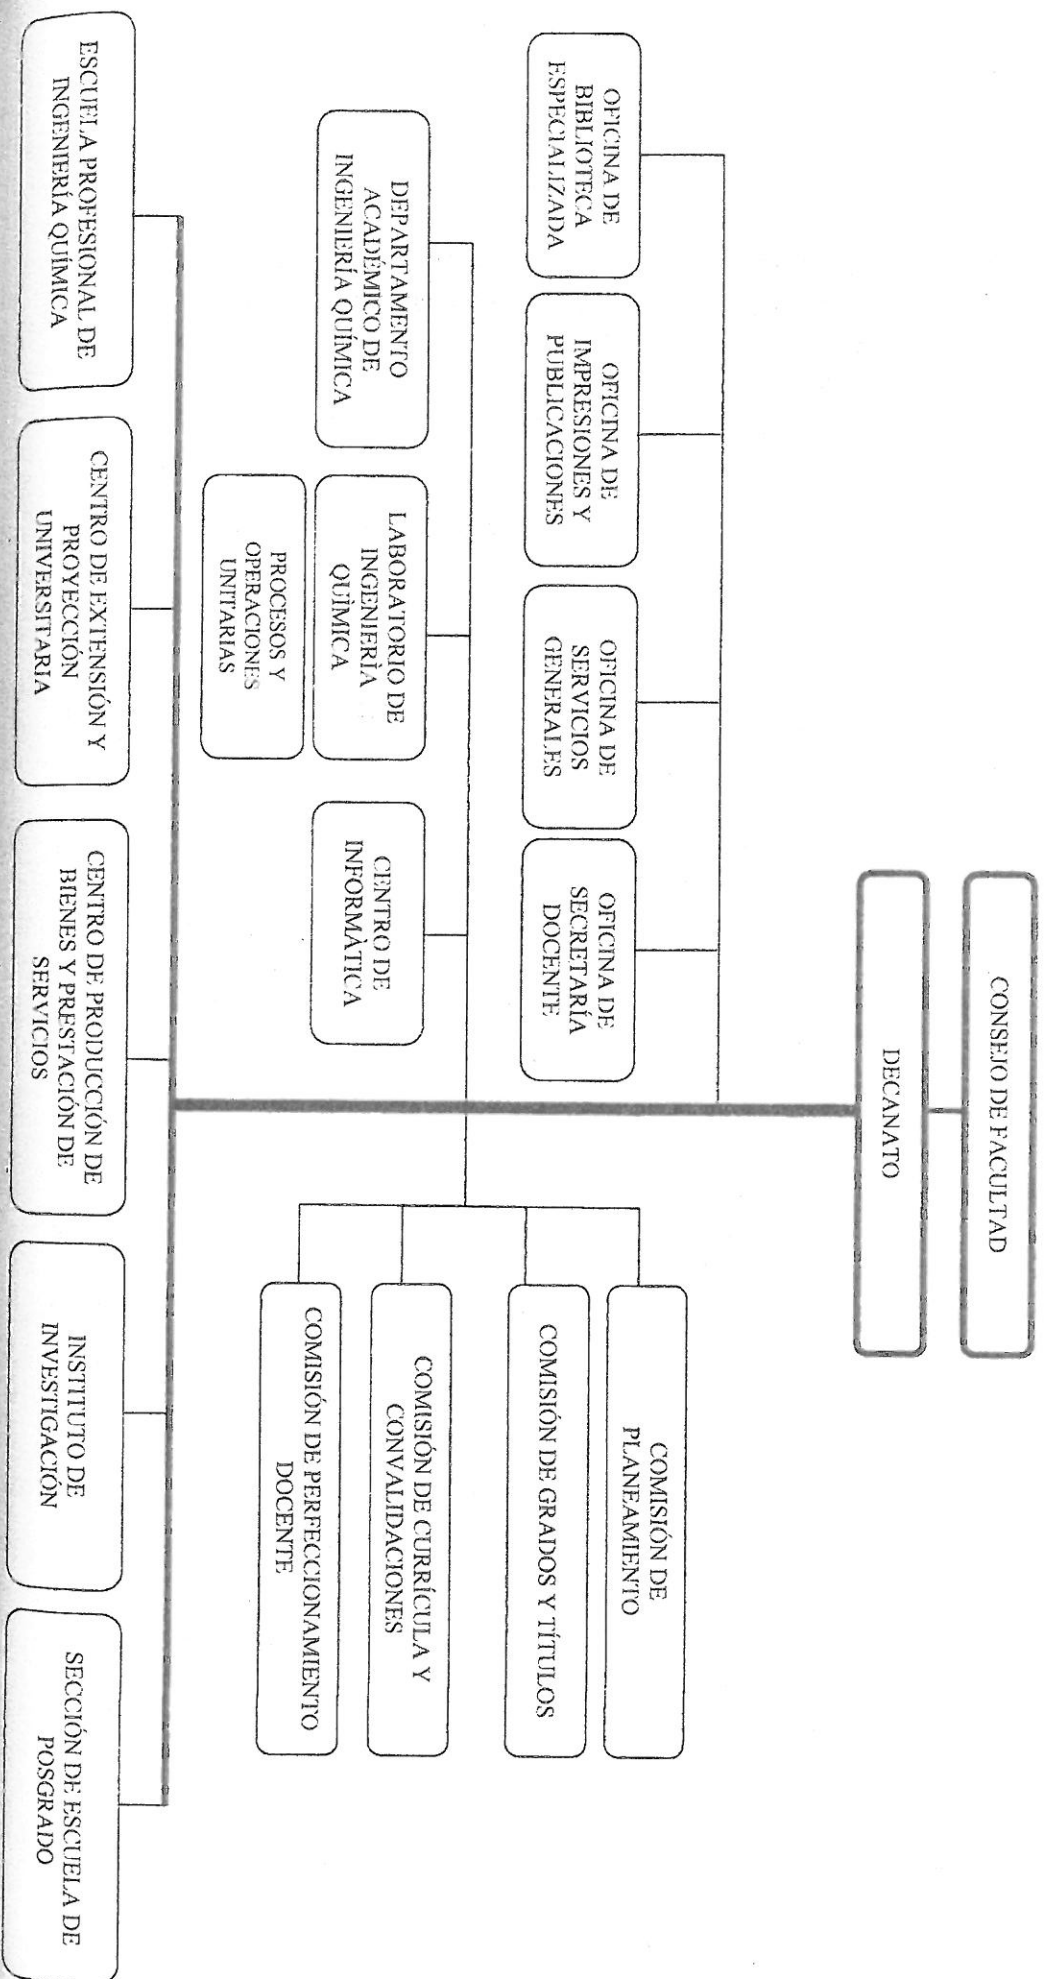 CONSEJO DE FACULTAD
DECANATO
OFICINA DE
BIBLIOTECA
ESPECIALIZADA
OFICINA DE
IMPRESIONES Y
PUBLICACIONES
OFICINA DE
SERVICIOS
GENERALES
OFICINA DE
SECRETARÍA
DOCENTE
COMISIÓN DE
PLANEAMIENTO
COMISIÓN DE GRADOS Y TÍTULOS
COMISIÓN DE CURRÍCULA Y
CONVALIDACIONES
COMISIÓN DE PERFECCIONAMIENTO
DOCENTE
DEPARTAMENTO
ACADÉMICO DE
INGENIERÍA QUÍMICA
LABORATORIO DE
INGENIERÌA
QUÌMICA
CENTRO DE
INFORMÀTICA
PROCESOS Y
OPERACIONES
UNITARIAS
ESCUELA PROFESIONAL DE
INGENIERÍA QUÍMICA
CENTRO DE EXTENSIÓN Y
PROYECCIÓN
UNIVERSITARIA
CENTRO DE PRODUCCIÓN DE
BIENES Y PRESTACIÓN DE
SERVICIOS
INSTITUTO DE
INVESTIGACIÓN
SECCIÓN DE ESCUELA DE
POSGRADO